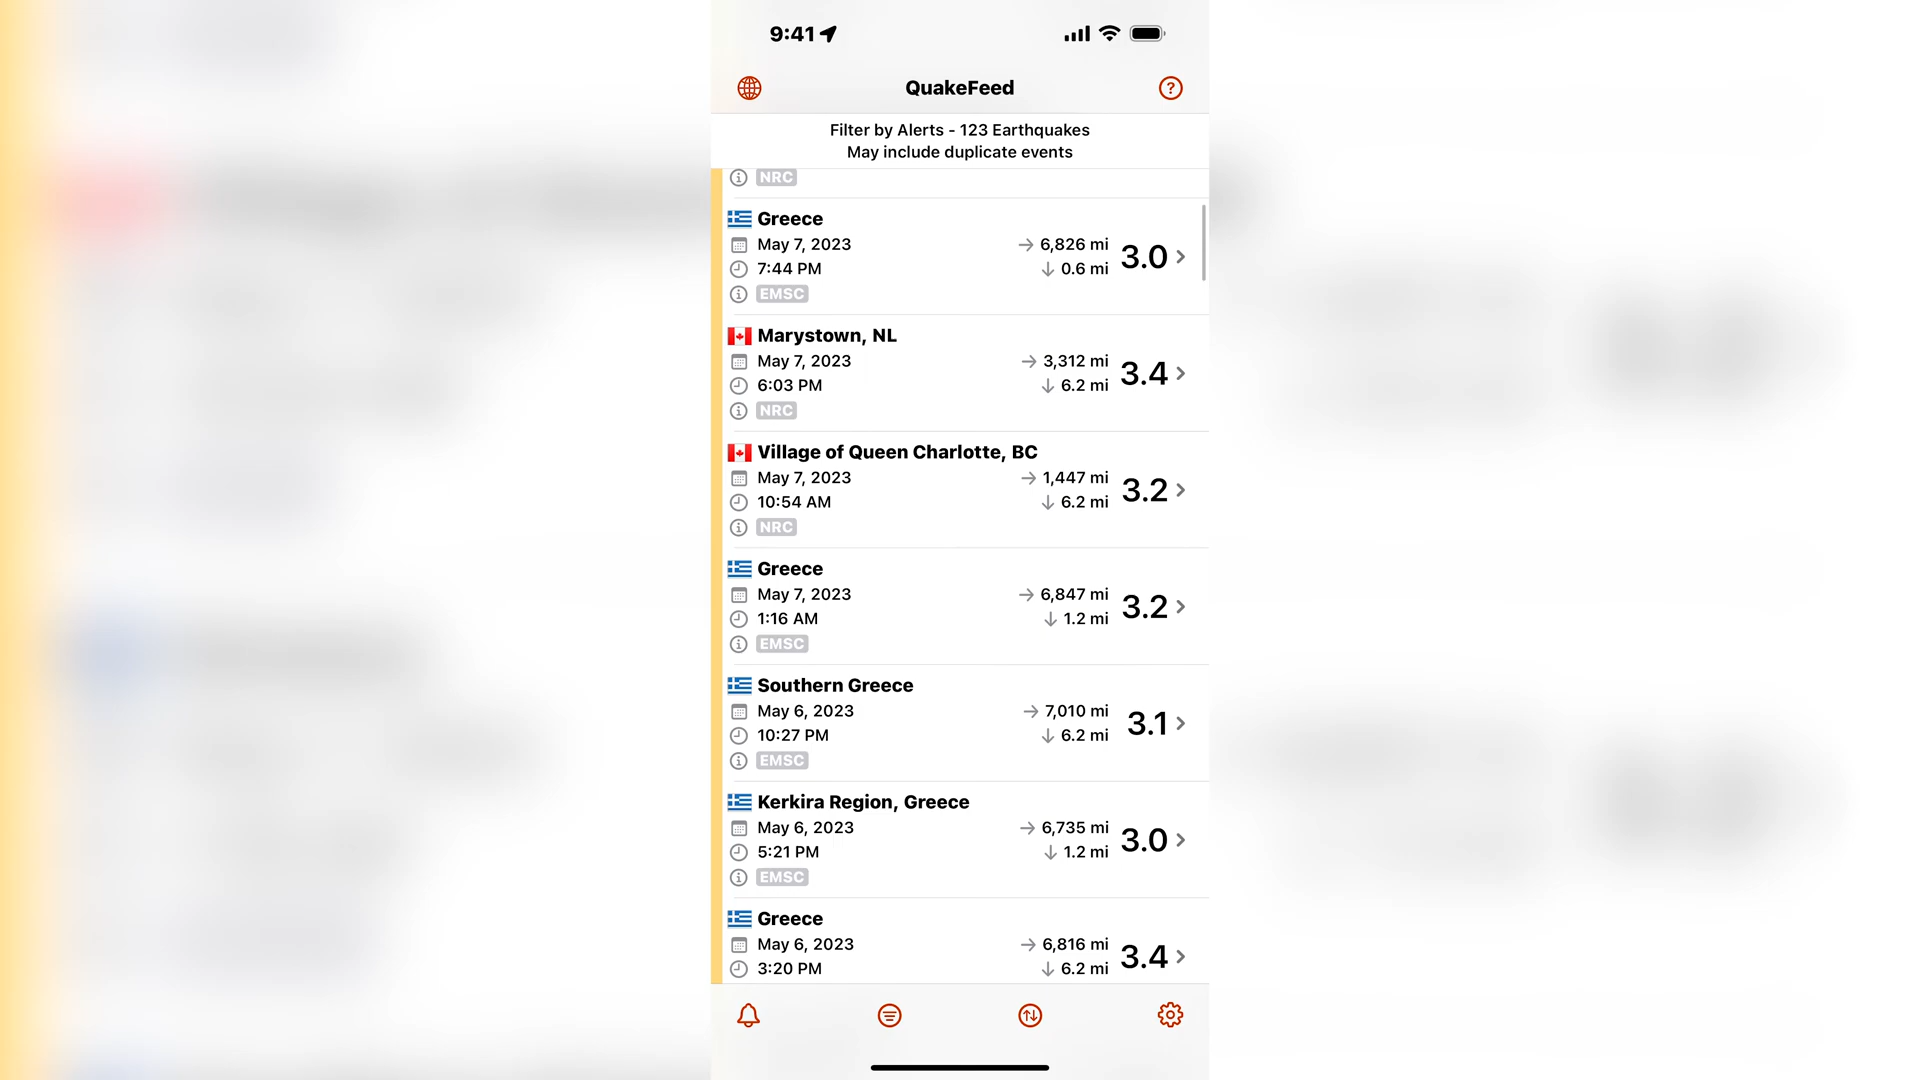 9:41
QuakeFeed
Filter by Alerts - 123 Earthquakes
May include duplicate events
NRC
Greece
May 7, 2023
6,826 mi
3.0
7:44 PM
0.6 mi
EMSC
Marystown, NL
May 7, 2023
3,312 mi
3.4
6:03 PM
6.2 mi
NRC
Village of Queen Charlotte, BC
May 7, 2023
1,447 mi
3.2
10:54 AM
6.2 mi
NRC
Greece
May 7, 2023
6,847 mi
3.2
1:16 AM
1.2 mi
EMSC
Southern Greece
May 6, 2023
7,010 mi
3.1
10:27 PM
6.2 mi
EMSC
Kerkira Region, Greece
May 6, 2023
6,735 mi
3.0
5:21 PM
1.2 mi
EMSC
Greece
May 6, 2023
6,816 mi
3.4
3:20 PM
6.2 mi